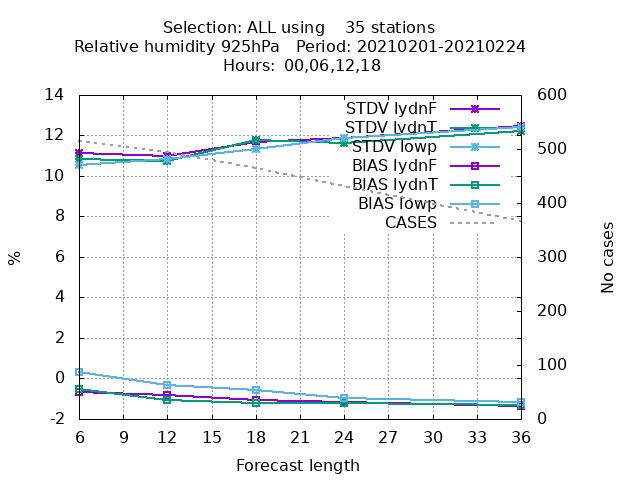 Selection: ALL using    35 stations
Relative humidity 925hPa   Period: 20210201-20210224
Hours: 00,06,12,18
14
12
10
8
6
4
2
0
-2
%
600
500
400
300
200
100
0
No cases
STDV lydnF
STDV lydnT
STDV lowp
BIAS lydnF
BIAS lydnT
BIAS lowp
CASES
6 9 12 15 18 21 24 27 30 33 36
Forecast length